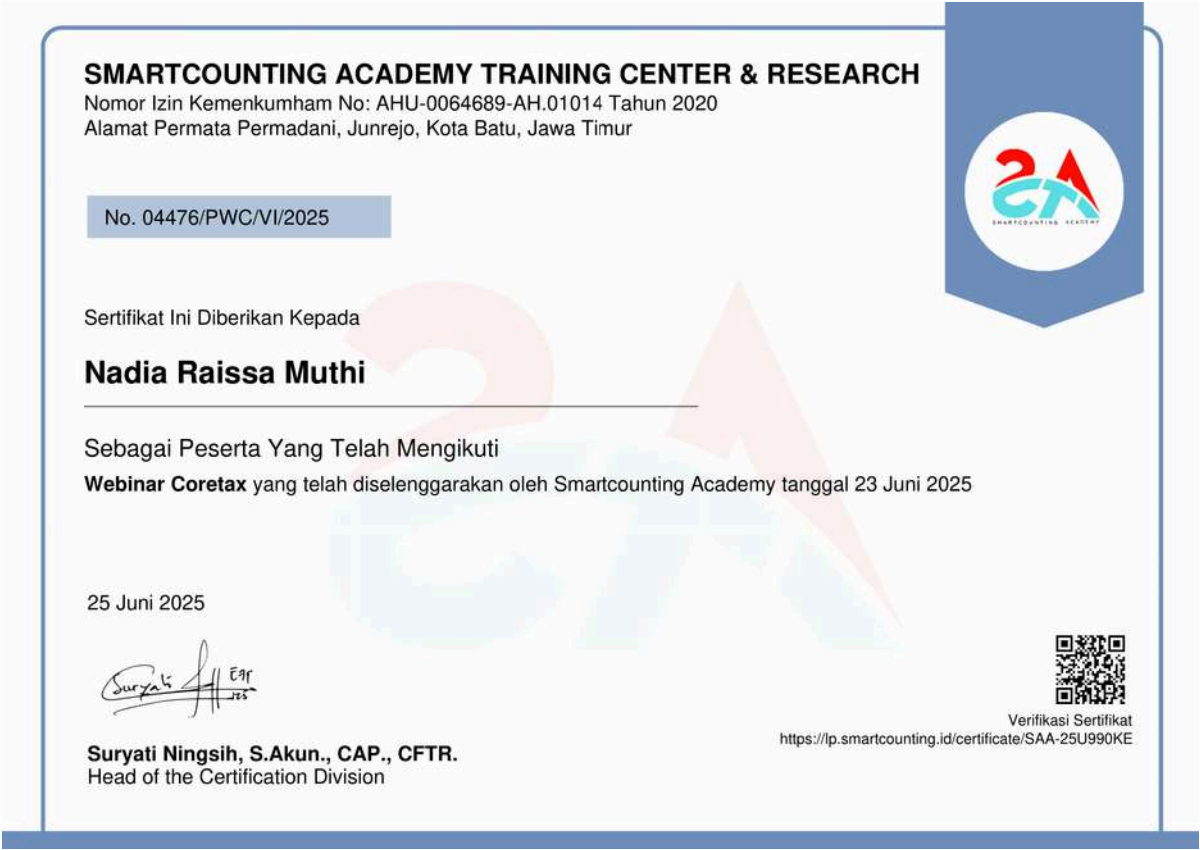 SMARTCOUNTING ACADEMY TRAINING CENTER & RESEARCH
Nomor Izin Kemenkumham No: AHU-0064689-AH.01014 Tahun 2020
Alamat Permata Permadani, Junrejo, Kota Batu, Jawa Timur
SMARTCOUNTING ACADEMY
No. 04476/PWC/VI/2025
Sertifikat Ini Diberikan Kepada
Nadia Raissa Muthi
Sebagai Peserta Yang Telah Mengikuti
Webinar Coretax yang telah diselenggarakan oleh Smartcounting Academy tanggal 23 Juni 2025
25 Juni 2025
Suryati
Suryati Ningsih, S.Akun., CAP., CFTR.
Head of the Certification Division
Verifikasi Sertifikat
https://lp.smartcounting.id/certificate/SAA-25U990KE